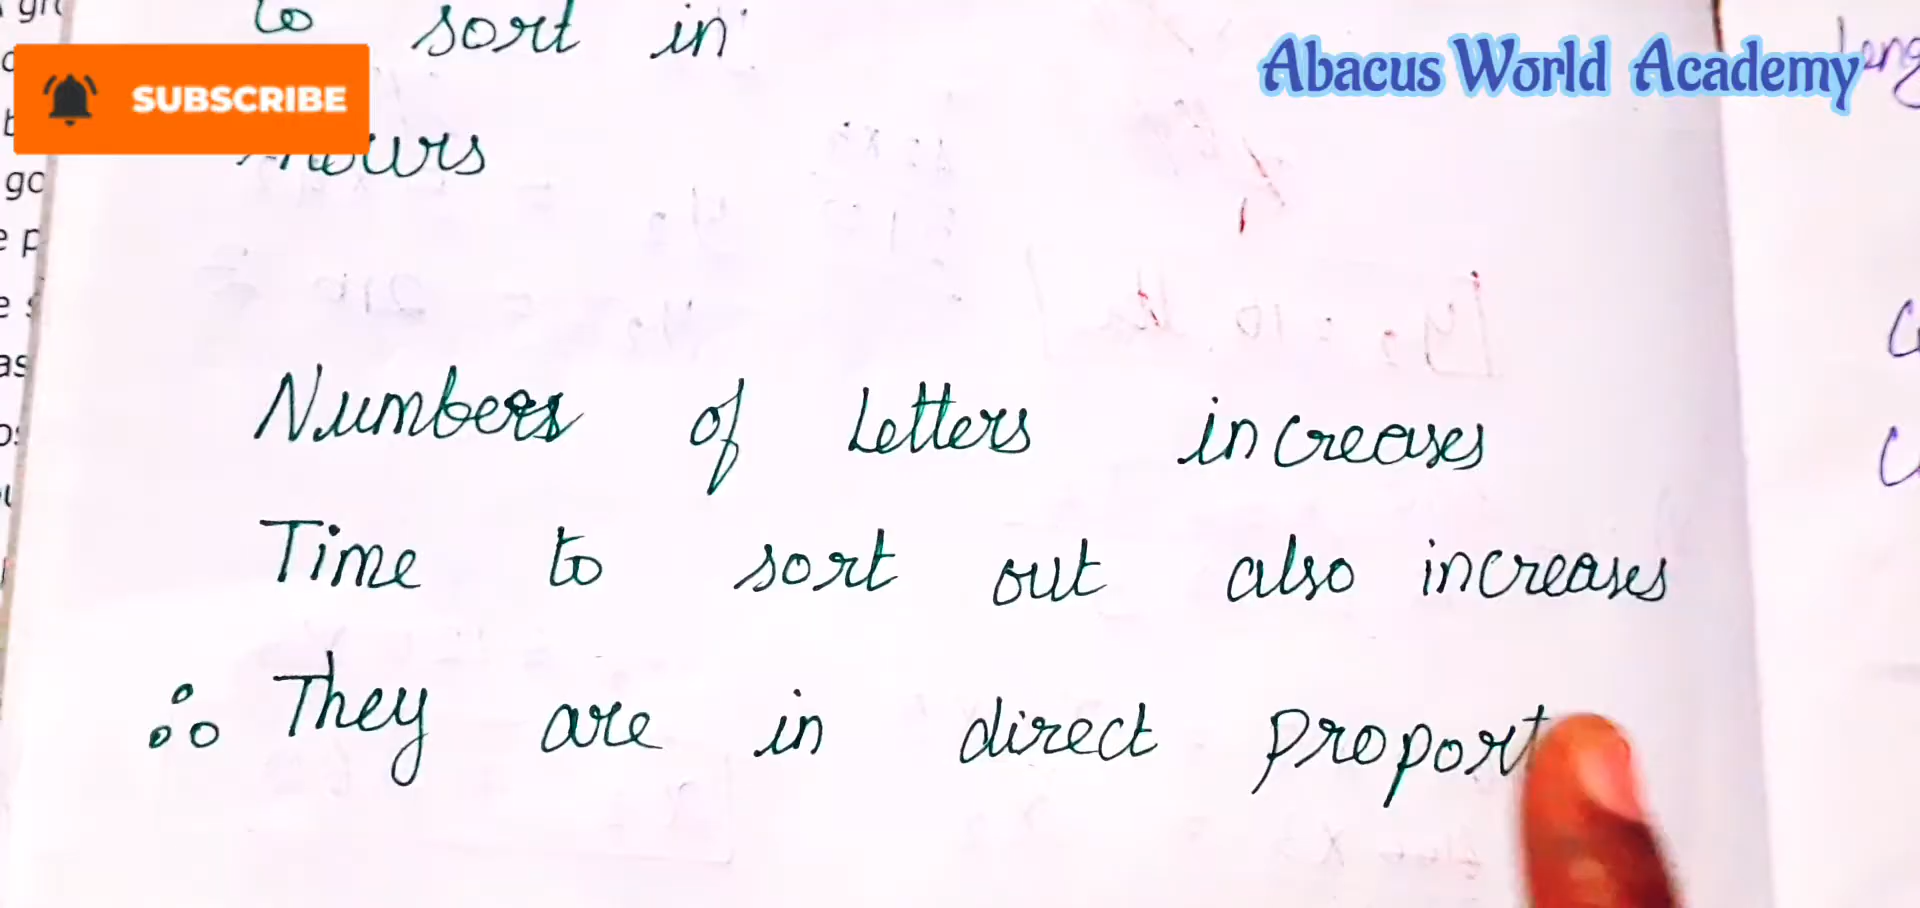 to sort in
SUBSCRIBE
Abacus World Academy
Numbers of Letters increases
Time to sort out also increases
∴ They are in direct proport